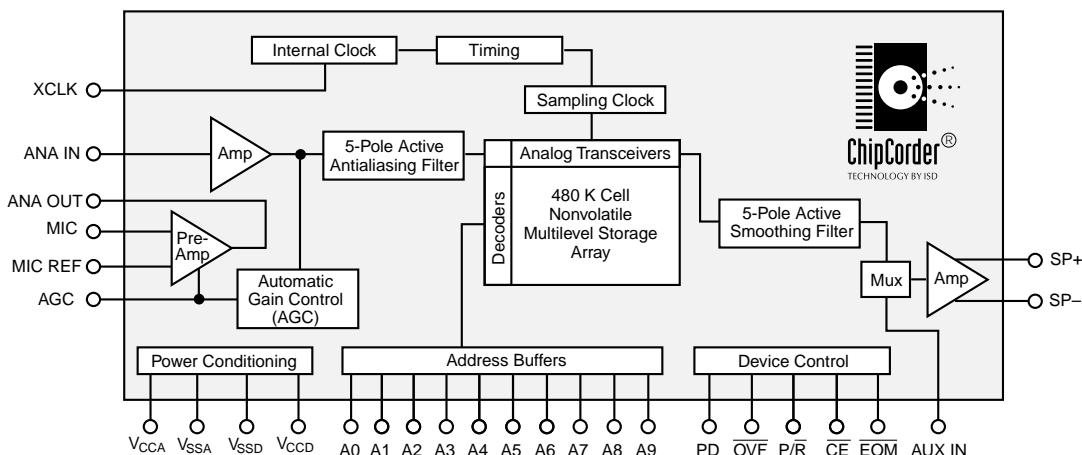 Internal Clock
Timing
XCLK
Sampling Clock
ChipCorder®
TECHNOLOGY BY ISD
ANA IN
Amp
5-Pole Active
Antialiasing Filter
Analog Transceivers
Decoders
480 K Cell
Nonvolatile
Multilevel Storage
Array
ANA OUT
MIC
Pre-
Amp
MIC REF
AGC
Automatic
Gain Control
(AGC)
5-Pole Active
Smoothing Filter
Mux
Amp
SP+
SP–
Power Conditioning
Address Buffers
Device Control
VCCA VSSA VSSD VCCD A0 A1 A2 A3 A4 A5 A6 A7 A8 A9 PD OVF P/R CE EOM AUX IN